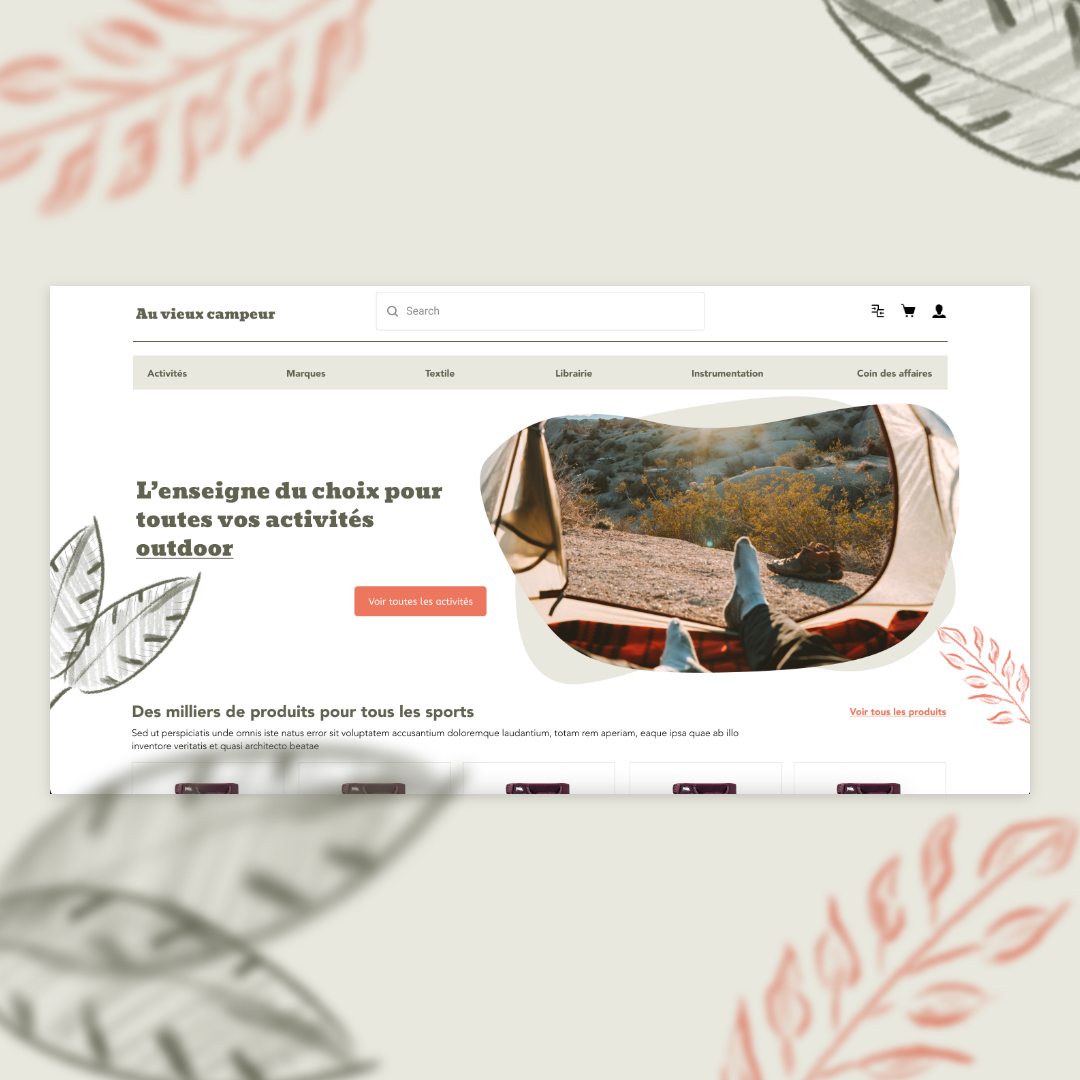 Au vieux campeur
Search
Activités Marques Textile Librairie Instrumentation Coin des affaires
L’enseigne du choix pour
toutes vos activités
outdoor
Voir toutes les activités
Des milliers de produits pour tous les sports
Voir tous les produits
Sed ut perspiciatis unde omnis iste natus error sit voluptatem accusantium doloremque laudantium, totam rem aperiam, eaque ipsa quae ab illo
inventore veritatis et quasi architecto beatae